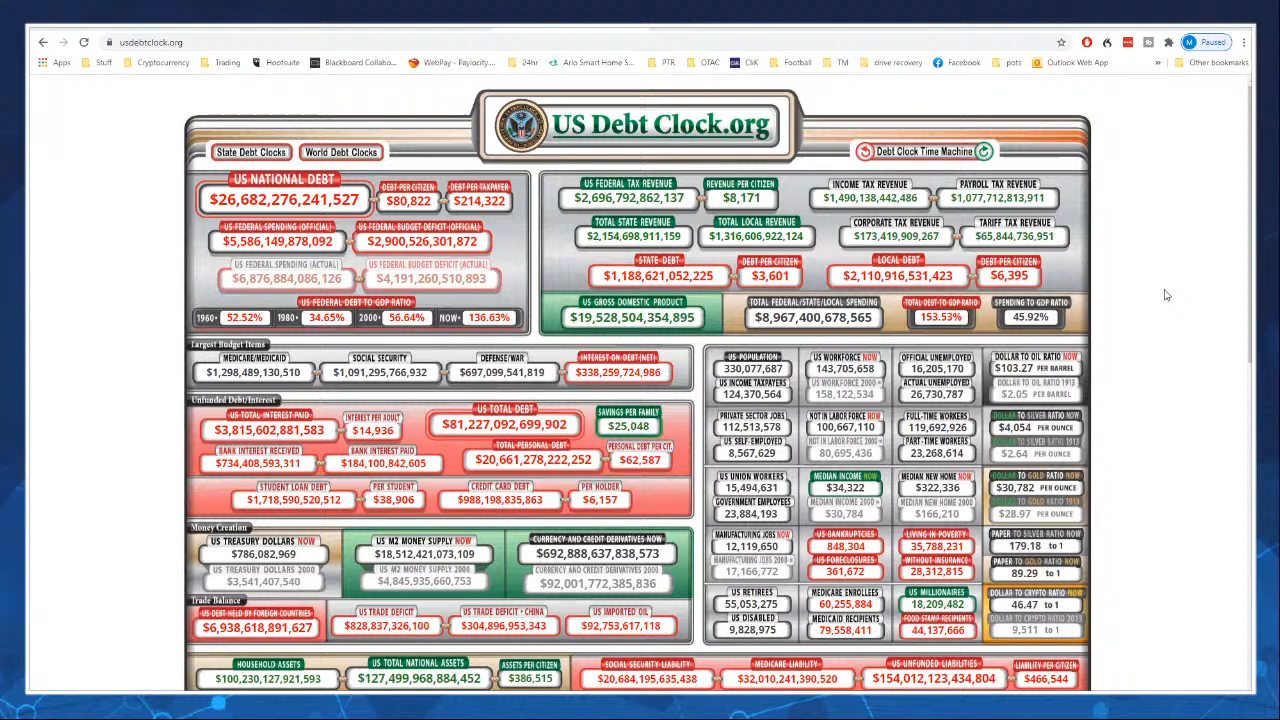 usdebtclock.org
Paused
Apps
Stuff
Cryptocurrency
Trading
Hootsuite
Blackboard Collabo...
WebPay - Paylocity...
24hr
Arlo Smart Home S...
PTR
OTAC
CliK
Football
TM
drive recovery
Facebook
pots
Outlook Web App
»
Other bookmarks
US Debt Clock.org
State Debt Clocks
World Debt Clocks
Debt Clock Time Machine
US NATIONAL DEBT
$26,682,276,241,527
DEBT PER CITIZEN
$80,822
DEBT PER TAXPAYER
$214,322
US FEDERAL SPENDING (OFFICIAL)
$5,586,149,878,092
US FEDERAL BUDGET DEFICIT (OFFICIAL)
$2,900,526,301,872
US FEDERAL SPENDING (ACTUAL)
$6,876,884,086,126
US FEDERAL BUDGET DEFICIT (ACTUAL)
$4,191,260,510,893
US FEDERAL DEBT TO GDP RATIO
1960• 52.52% 1980• 34.65% 2000• 56.64% NOW• 136.63%
US FEDERAL TAX REVENUE
$2,696,792,862,137
REVENUE PER CITIZEN
$8,171
INCOME TAX REVENUE
$1,490,138,442,486
PAYROLL TAX REVENUE
$1,077,712,813,911
TOTAL STATE REVENUE
$2,154,698,911,159
TOTAL LOCAL REVENUE
$1,316,606,922,124
CORPORATE TAX REVENUE
$173,419,909,267
TARIFF TAX REVENUE
$65,844,736,951
STATE DEBT
$1,188,621,052,225
DEBT PER CITIZEN
$3,601
LOCAL DEBT
$2,110,916,531,423
DEBT PER CITIZEN
$6,395
US GROSS DOMESTIC PRODUCT
$19,528,504,354,895
TOTAL FEDERAL/STATE/LOCAL SPENDING
$8,967,400,678,565
TOTAL DEBT TO GDP RATIO
153.53%
SPENDING TO GDP RATIO
45.92%
Largest Budget Items
MEDICARE/MEDICAID
$1,298,489,130,510
SOCIAL SECURITY
$1,091,295,766,932
DEFENSE/WAR
$697,099,541,819
INTEREST ON DEBT (NET)
$338,259,724,986
Unfunded Debt/Interest
US TOTAL INTEREST PAID
$3,815,602,881,583
INTEREST PER ADULT
$14,936
US TOTAL DEBT
$81,227,092,699,902
SAVINGS PER FAMILY
$25,048
BANK INTEREST RECEIVED
$734,408,593,311
BANK INTEREST PAID
$184,100,842,605
TOTAL PERSONAL DEBT
$20,661,278,222,252
PERSONAL DEBT PER CIT.
$62,587
STUDENT LOAN DEBT
$1,718,590,520,512
PER STUDENT
$38,906
CREDIT CARD DEBT
$988,198,835,863
PER HOLDER
$6,157
Money Creation
US TREASURY DOLLARS NOW
$786,082,969
US TREASURY DOLLARS 2000
$3,541,407,540
US M2 MONEY SUPPLY NOW
$18,512,421,073,109
US M2 MONEY SUPPLY 2000
$4,845,935,660,753
CURRENCY AND CREDIT DERIVATIVES NOW
$692,888,637,838,573
CURRENCY AND CREDIT DERIVATIVES 2000
$92,001,772,385,836
Trade Balance
US DEBT HELD BY FOREIGN COUNTRIES
$6,938,618,891,627
US TRADE DEFICIT
$828,837,326,100
US TRADE DEFICIT • CHINA
$304,896,953,343
US IMPORTED OIL
$92,753,617,118
US POPULATION
330,077,687
US INCOME TAXPAYERS
124,370,564
US WORKFORCE NOW
143,705,658
US WORKFORCE 2000
158,122,534
OFFICIAL UNEMPLOYED
16,205,170
ACTUAL UNEMPLOYED
26,730,787
DOLLAR TO OIL RATIO NOW
$103.27 PER BARREL
DOLLAR TO OIL RATIO 1913
$2.05 PER BARREL
PRIVATE SECTOR JOBS
112,513,578
US SELF-EMPLOYED
8,567,629
NOT IN LABOR FORCE NOW
100,667,110
NOT IN LABOR FORCE 2000
80,695,436
FULL-TIME WORKERS
119,692,926
PART-TIME WORKERS
23,268,614
DOLLAR TO SILVER RATIO NOW
$4,054 PER OUNCE
DOLLAR TO SILVER RATIO 1913
$2.64 PER OUNCE
US UNION WORKERS
15,494,631
GOVERNMENT EMPLOYEES
23,884,193
MEDIAN INCOME NOW
$34,322
MEDIAN INCOME 2000
$30,784
MEDIAN NEW HOME NOW
$322,336
MEDIAN NEW HOME 2000
$166,210
DOLLAR TO GOLD RATIO NOW
$30,782 PER OUNCE
DOLLAR TO GOLD RATIO 1913
$28.97 PER OUNCE
MANUFACTURING JOBS NOW
12,119,650
MANUFACTURING JOBS 2000
17,166,772
US BANKRUPTCIES
848,304
US FORECLOSURES
361,672
LIVING IN POVERTY
35,788,231
WITHOUT INSURANCE
28,312,815
PAPER TO SILVER RATIO NOW
179.18 to 1
PAPER TO GOLD RATIO NOW
89.29 to 1
US RETIREES
55,053,275
US DISABLED
9,828,975
MEDICARE ENROLLEES
60,255,884
MEDICAID RECIPIENTS
79,558,411
US MILLIONAIRES
18,209,482
FOOD STAMP RECIPIENTS
44,137,666
DOLLAR TO CRYPTO RATIO NOW
46.47 to 1
DOLLAR TO CRYPTO RATIO 2013
9,511 to 1
HOUSEHOLD ASSETS
$100,230,127,921,593
US TOTAL NATIONAL ASSETS
$127,499,968,884,452
ASSETS PER CITIZEN
$386,515
SOCIAL SECURITY LIABILITY
$20,684,195,635,438
MEDICARE LIABILITY
$32,010,241,390,520
US UNFUNDED LIABILITIES
$154,012,123,434,804
LIABILITY PER CITIZEN
$466,544